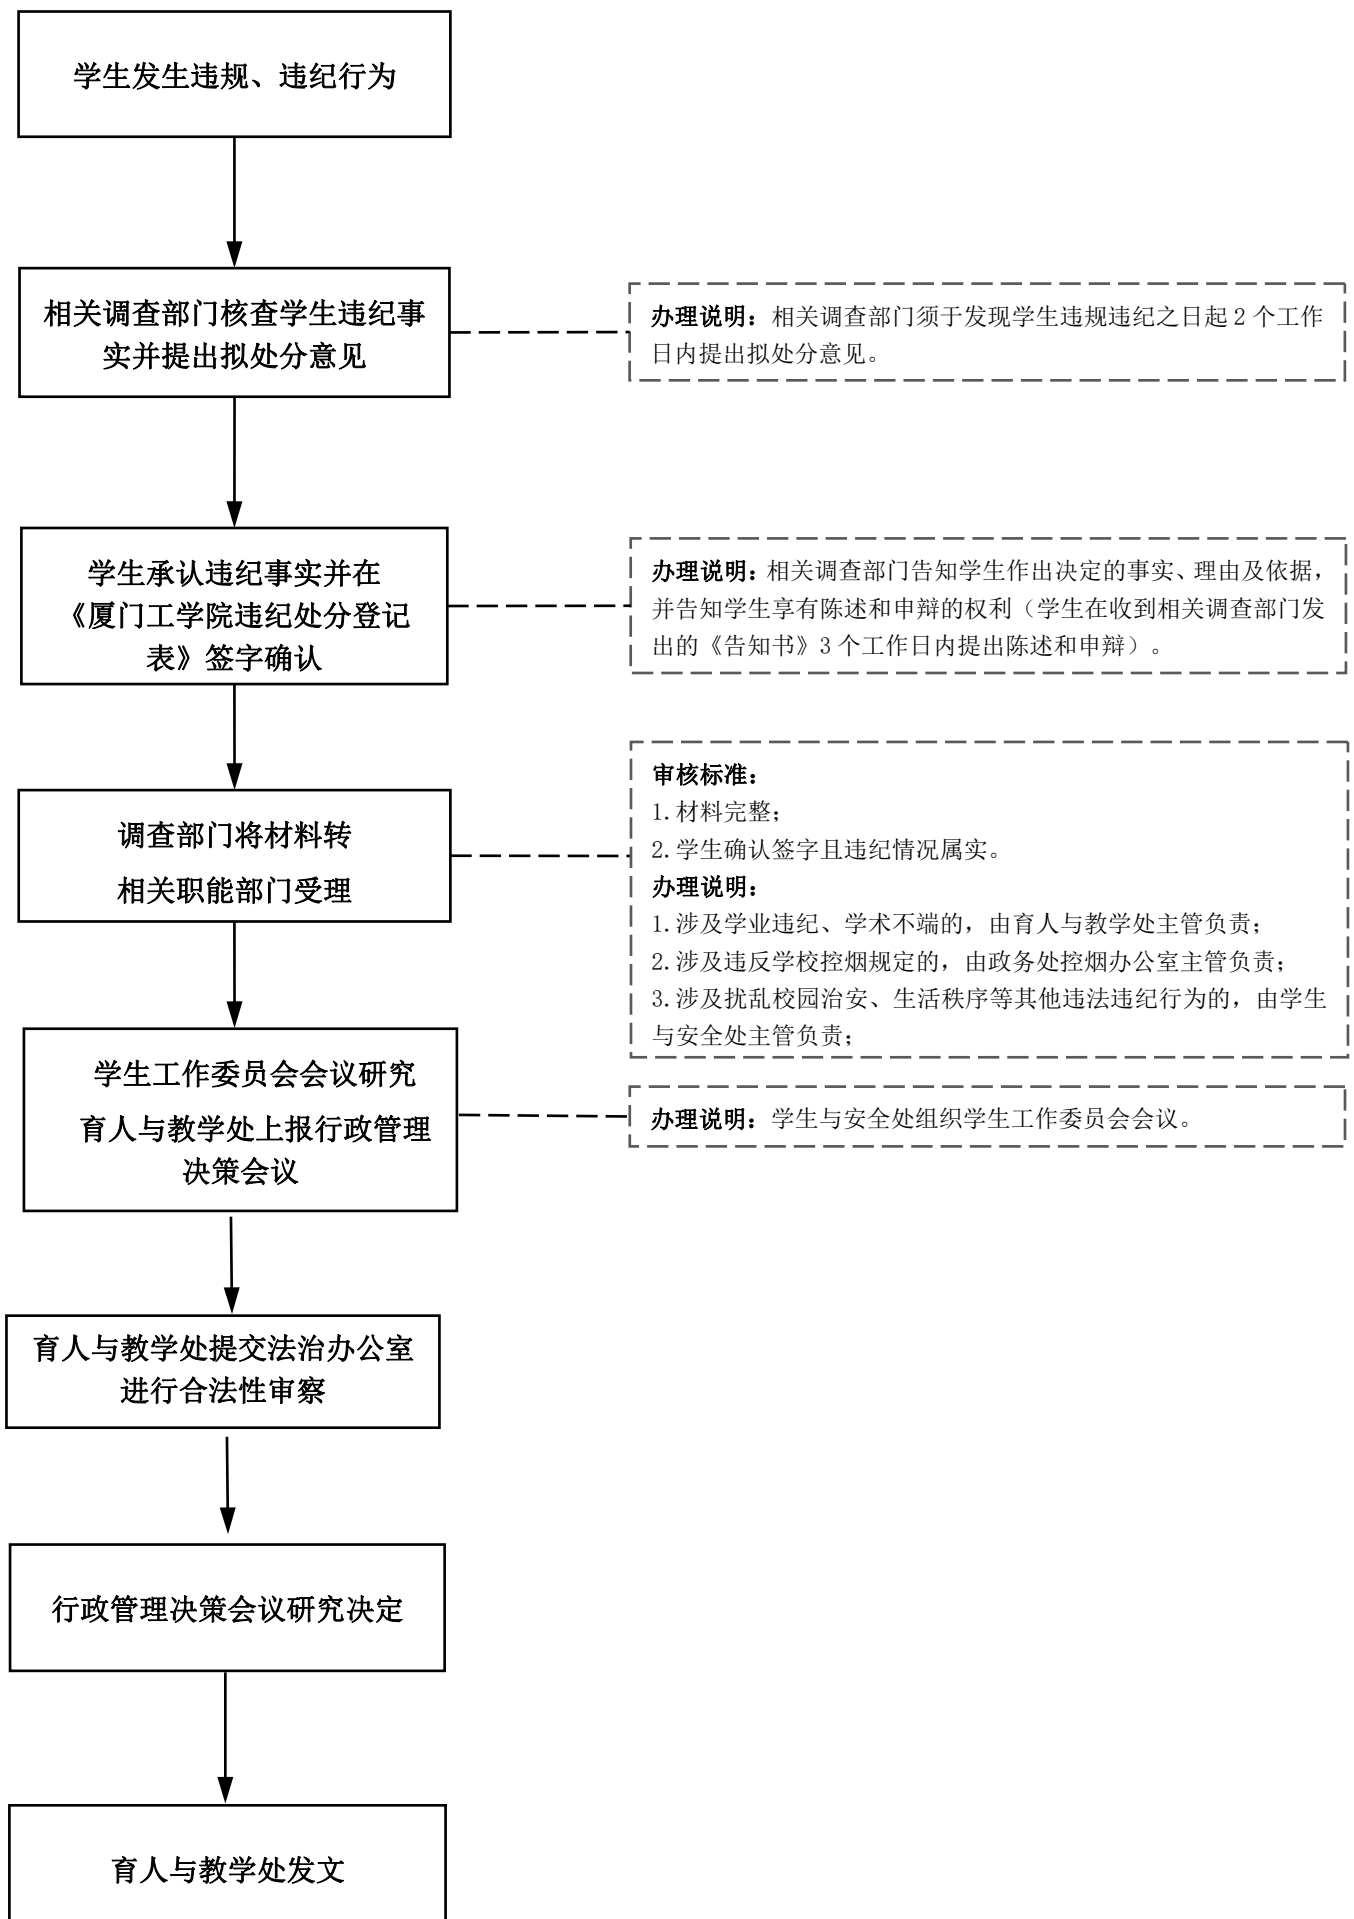 学生发生违规、违纪行为
相关调查部门核查学生违纪事
实并提出拟处分意见
办理说明：相关调查部门须于发现学生违规违纪之日起 2 个工作
日内提出拟处分意见。
学生承认违纪事实并在
《厦门工学院违纪处分登记
表》签字确认
办理说明：相关调查部门告知学生作出决定的事实、理由及依据，
并告知学生享有陈述和申辩的权利（学生在收到相关调查部门发
出的《告知书》3 个工作日内提出陈述和申辩）。
调查部门将材料转
相关职能部门受理
审核标准：
1.材料完整；
2.学生确认签字且违纪情况属实。
办理说明：
1.涉及学业违纪、学术不端的，由育人与教学处主管负责；
2.涉及违反学校控烟规定的，由政务处控烟办公室主管负责；
3.涉及扰乱校园治安、生活秩序等其他违法违纪行为的，由学生
与安全处主管负责；
学生工作委员会会议研究
育人与教学处上报行政管理
决策会议
办理说明：学生与安全处组织学生工作委员会会议。
育人与教学处提交法治办公室
进行合法性审察
行政管理决策会议研究决定
育人与教学处发文